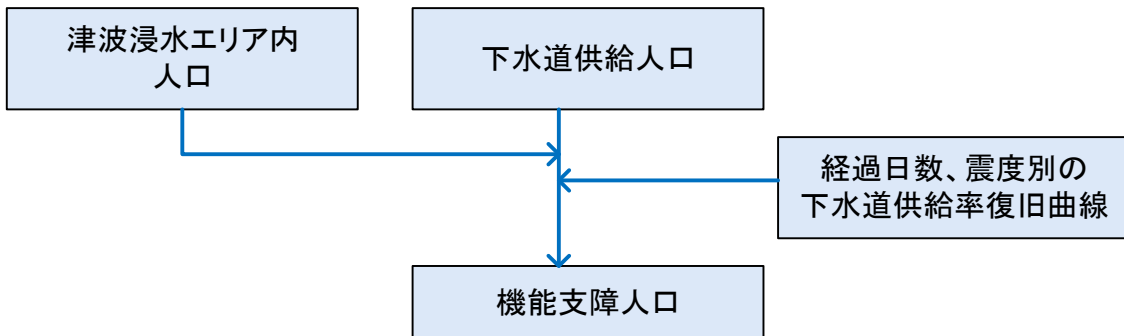 津波浸水エリア内
人口
下水道供給人口
経過日数、震度別の
下水道供給率復旧曲線
機能支障人口